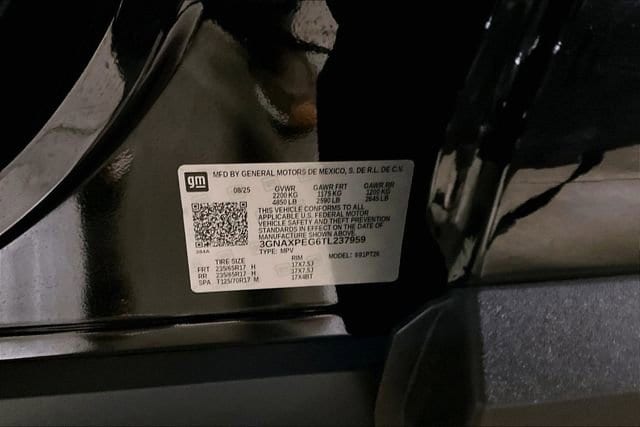 gm MFD BY GENERAL MOTORS DE MEXICO, S. DE R.L. DE C.V.
08/25 GVWR GAWR FRT GAWR RR
2200 KG 1175 KG 1200 KG
4850 LB 2590 LB 2645 LB
THIS VEHICLE CONFORMS TO ALL
APPLICABLE U.S. FEDERAL MOTOR
VEHICLE SAFETY AND THEFT PREVENTION
STANDARDS IN EFFECT ON THE DATE OF
MANUFACTURE SHOWN ABOVE.
3GNAXPEG6TL237959
TYPE: MPV MODEL: 1PT26
TIRE SIZE RIM
FRT 235/65R17 H 17X7.5J
RR 235/65R17 H 17X7.5J
SPA T125/70R17 M 17X4BT